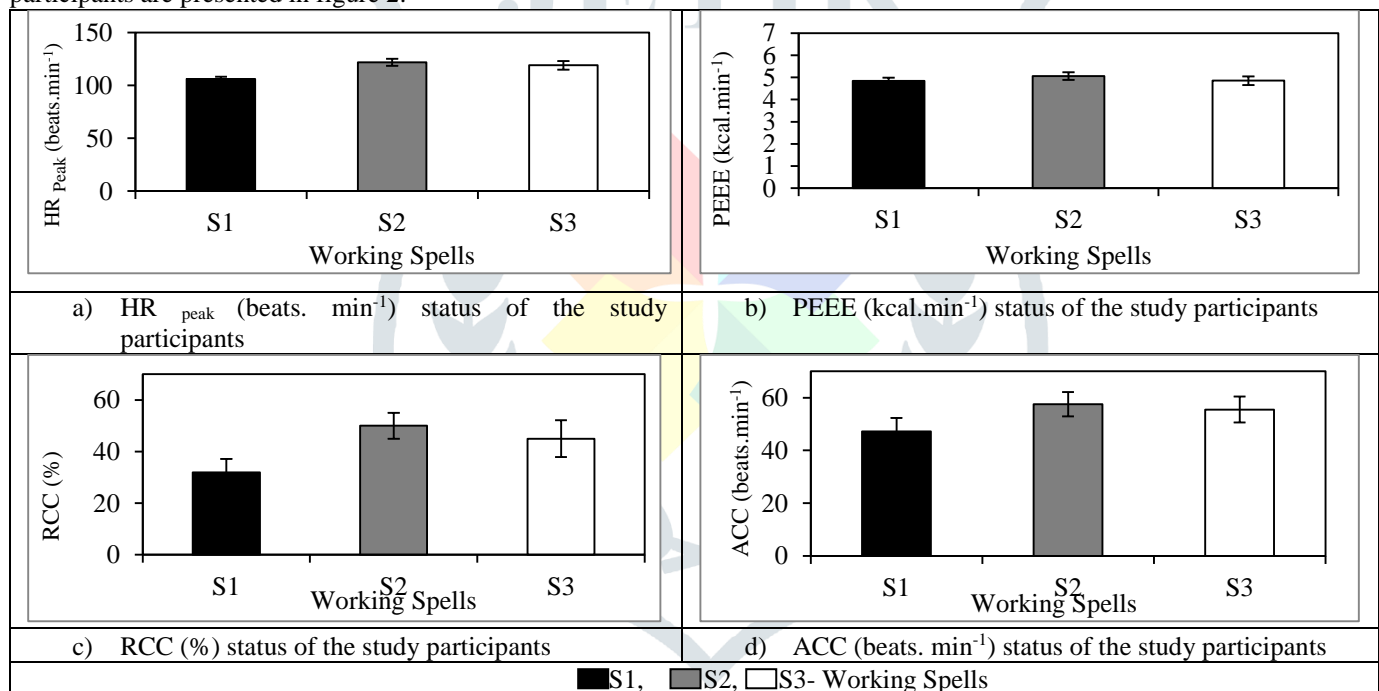 participants are presented in figure 2.
150
100
50
0
HR Peak (beats.min-1)
S1 S2 S3
Working Spells
7
6
5
4
3
2
1
0
PEEE (kcal.min-1)
S1 S2 S3
Working Spells
a) HR peak (beats. min-1) status of the study
participants
b) PEEE (kcal.min-1) status of the study participants
60
40
20
0
RCC (%)
S1 S2 S3
Working Spells
60
40
20
0
ACC (beats.min-1)
S1 S2 S3
Working Spells
c) RCC (%) status of the study participants
d) ACC (beats. min-1) status of the study participants
S1, S2, S3- Working Spells